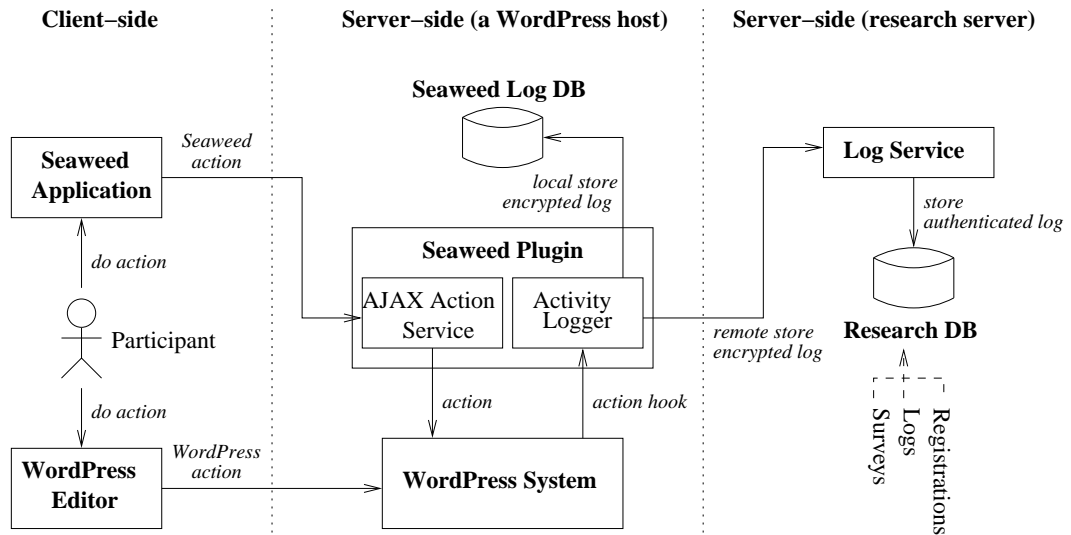 Client−side
Server−side (a WordPress host)
Server−side (research server)
Seaweed Log DB
Seaweed
action
Seaweed
Application
Log Service
local store
encrypted log
store
authenticated log
Seaweed Plugin
do action
AJAX Action
Service
Activity
Logger
Participant
remote store
encrypted log
Research DB
do action
action
action hook
Surveys
Logs
Registrations
WordPress
action
WordPress
Editor
WordPress System